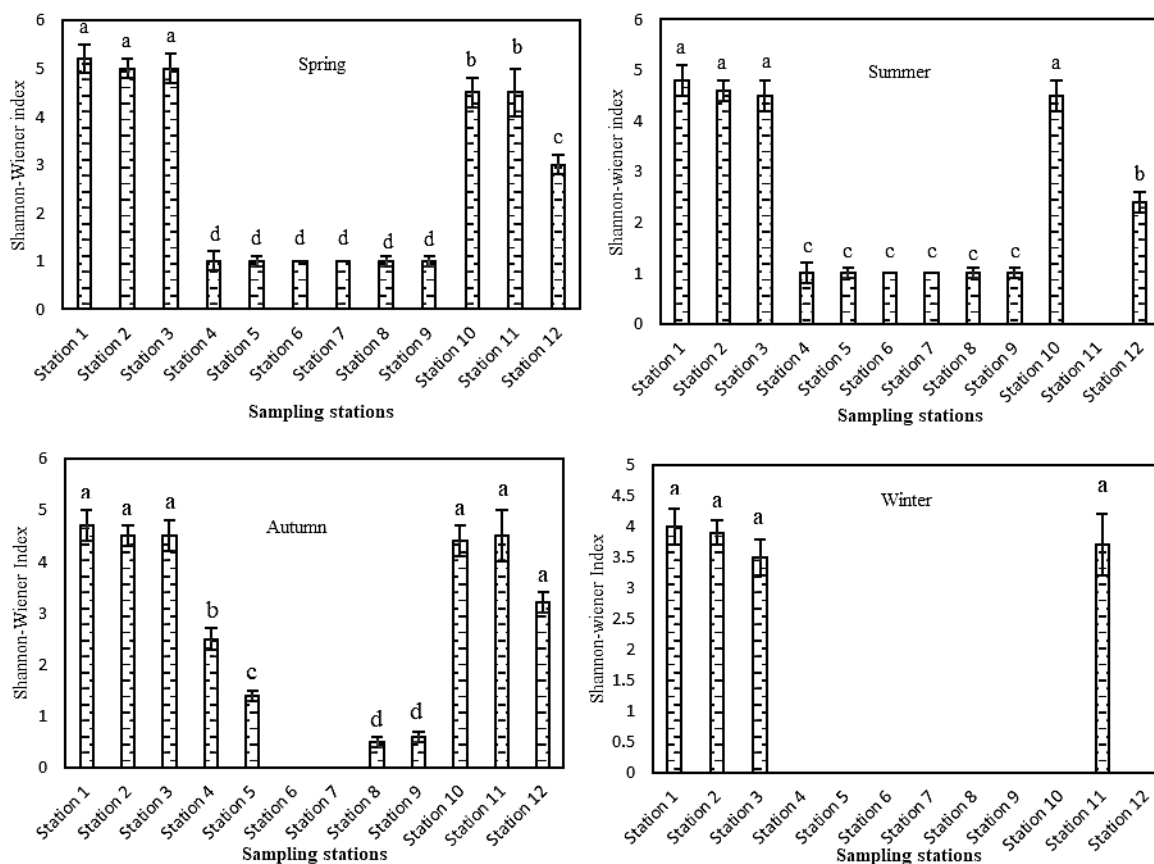 Shannon-Wiener index
6
5
4
3
2
1
0
Spring
a
a
a
d
d
d
d
d
d
b
b
c
Station 1
Station 2
Station 3
Station 4
Station 5
Station 6
Station 7
Station 8
Station 9
Station 10
Station 11
Station 12
Sampling stations
Shannon-wiener index
6
5
4
3
2
1
0
Summer
a
a
a
c
c
c
c
c
c
a
b
Station 1
Station 2
Station 3
Station 4
Station 5
Station 6
Station 7
Station 8
Station 9
Station 10
Station 11
Station 12
Sampling stations
Shannon-Wiener Index
6
5
4
3
2
1
0
Autumn
a
a
a
b
c
d
d
a
a
a
Station 1
Station 2
Station 3
Station 4
Station 5
Station 6
Station 7
Station 8
Station 9
Station 10
Station 11
Station 12
Sampling stations
Shannon-wiener Index
5
4.5
4
3.5
3
2.5
2
1.5
1
0.5
0
Winter
a
a
a
a
Station 1
Station 2
Station 3
Station 4
Station 5
Station 6
Station 7
Station 8
Station 9
Station 10
Station 11
Station 12
Sampling stations